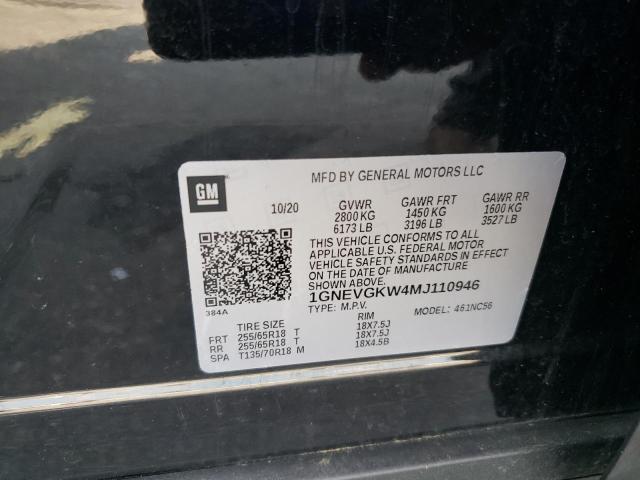 MFD BY GENERAL MOTORS LLC
GM
10/20 GVWR GAWR FRT GAWR RR
2800 KG 1450 KG 1600 KG
6173 LB 3196 LB 3527 LB
THIS VEHICLE CONFORMS TO ALL
APPLICABLE U.S. FEDERAL MOTOR
VEHICLE SAFETY STANDARDS IN EFFECT
ON THE DATE OF MANUFACTURE
SHOWN ABOVE.
1GNEVGKW4MJ110946
384A
TYPE: M.P.V. MODEL: 461NC56
TIRE SIZE RIM
FRT 255/65R18 T 18X7.5J
RR 255/65R18 T 18X7.5J
SPA T135/70R18 M 18X4.5B